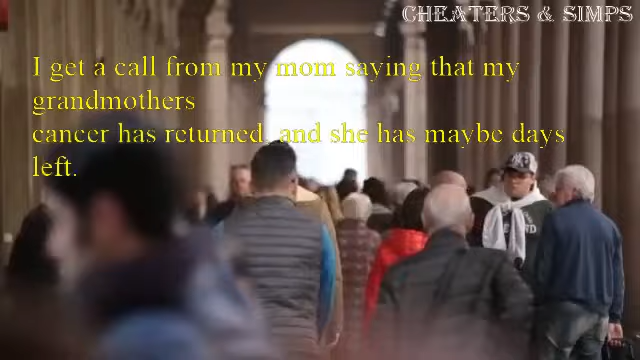 CHEATERS & SIMPS
I get a call from my mom saying that my
grandmothers
cancer has returned, and she has maybe days
left.